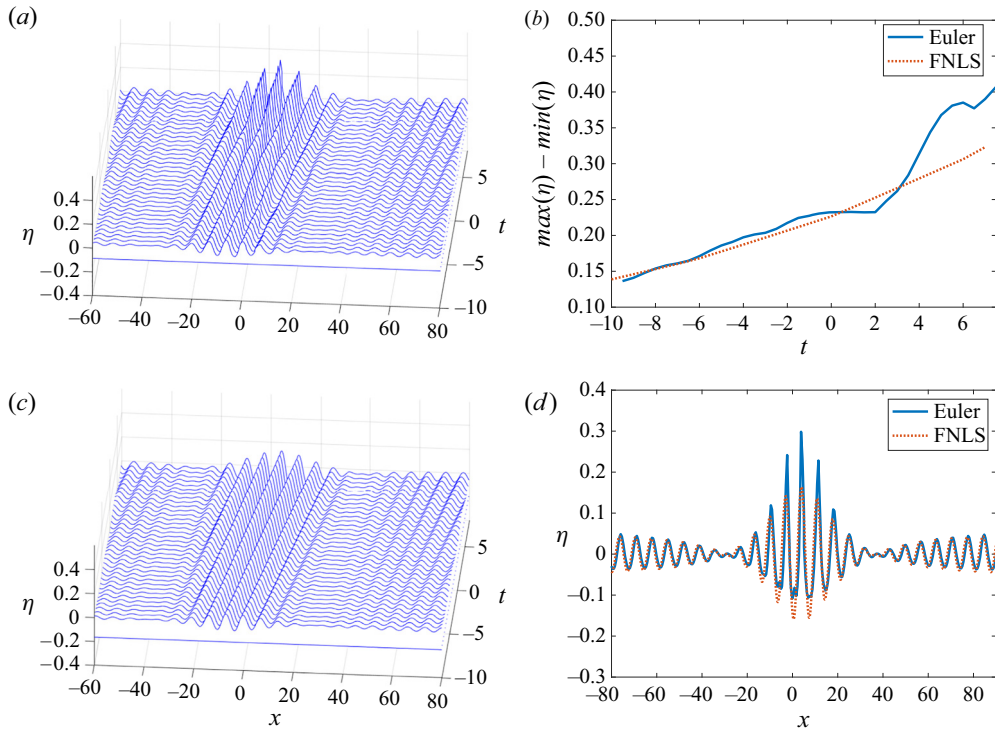 (a)
0.4
0.2
η
0
−0.2
−0.4
−60 −40 −20 0 20 40 60 80
5
0
t
−5
−10
(b)
0.50
0.45
0.40
0.35
0.30
0.25
0.20
0.15
0.10
max(η) – min(η)
−10 −8 −6 −4 −2 0 2 4 6
t
Euler
FNLS
(c)
0.4
0.2
η
0
−0.2
−0.4
−60 −40 −20 0 20 40 60 80
x
5
0
t
−5
−10
(d)
0.4
0.3
0.2
0.1
η
0
−0.1
−0.2
−0.3
−80 −60 −40 −20 0 20 40 60 80
x
Euler
FNLS